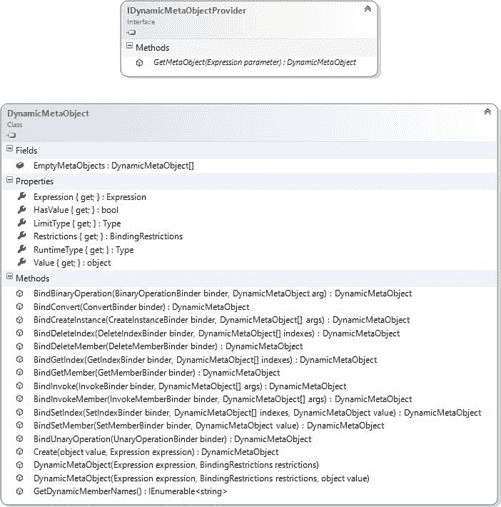 IDynamicMetaObjectProvider
Interface
Methods
GetMetaObject(Expression parameter) : DynamicMetaObject
DynamicMetaObject
Class
Fields
EmptyMetaObjects : DynamicMetaObject[]
Properties
Expression { get; } : Expression
HasValue { get; } : bool
LimitType { get; } : Type
Restrictions { get; } : BindingRestrictions
RuntimeType { get; } : Type
Value { get; } : object
Methods
BindBinaryOperation(BinaryOperationBinder binder, DynamicMetaObject arg) : DynamicMetaObject
BindConvert(ConvertBinder binder) : DynamicMetaObject
BindCreateInstance(CreateInstanceBinder binder, DynamicMetaObject[] args) : DynamicMetaObject
BindDeleteIndex(DeleteIndexBinder binder, DynamicMetaObject[] indexes) : DynamicMetaObject
BindDeleteMember(DeleteMemberBinder binder) : DynamicMetaObject
BindGetIndex(GetIndexBinder binder, DynamicMetaObject[] indexes) : DynamicMetaObject
BindGetMember(GetMemberBinder binder) : DynamicMetaObject
BindInvoke(InvokeBinder binder, DynamicMetaObject[] args) : DynamicMetaObject
BindInvokeMember(InvokeMemberBinder binder, DynamicMetaObject[] args) : DynamicMetaObject
BindSetIndex(SetIndexBinder binder, DynamicMetaObject[] indexes, DynamicMetaObject value) : DynamicMetaObject
BindSetMember(SetMemberBinder binder, DynamicMetaObject value) : DynamicMetaObject
BindUnaryOperation(UnaryOperationBinder binder) : DynamicMetaObject
Create(object value, Expression expression) : DynamicMetaObject
DynamicMetaObject(Expression expression, BindingRestrictions restrictions)
DynamicMetaObject(Expression expression, BindingRestrictions restrictions, object value)
GetDynamicMemberNames() : IEnumerable<string>